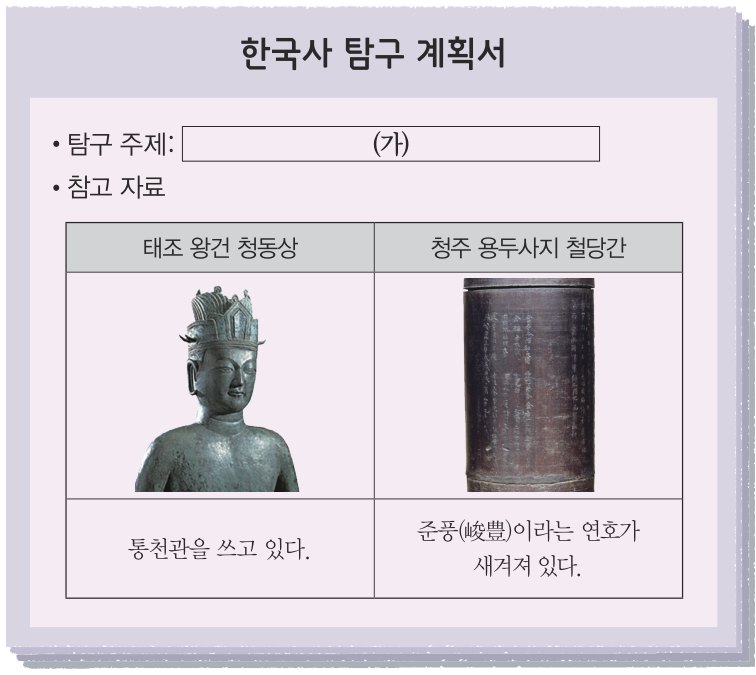 한국사 탐구 계획서
• 탐구 주제: (가)
• 참고 자료
태조 왕건 청동상
청주 용두사지 철당간
통천관을 쓰고 있다.
준풍(峻豊)이라는 연호가
새겨져 있다.